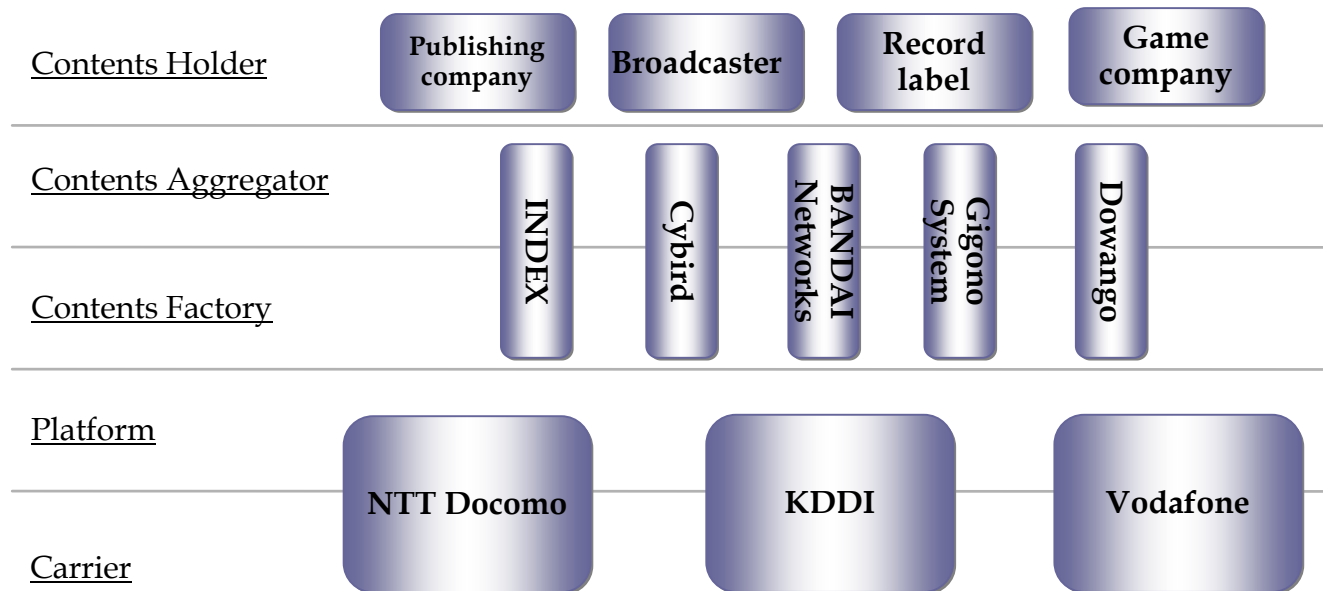 Contents Holder
Publishing
company
Broadcaster
Record
label
Game
company
Contents Aggregator
INDEX
Cybird
BANDAI
Networks
Gigono
System
Dowango
Contents Factory
Platform
NTT Docomo
KDDI
Vodafone
Carrier